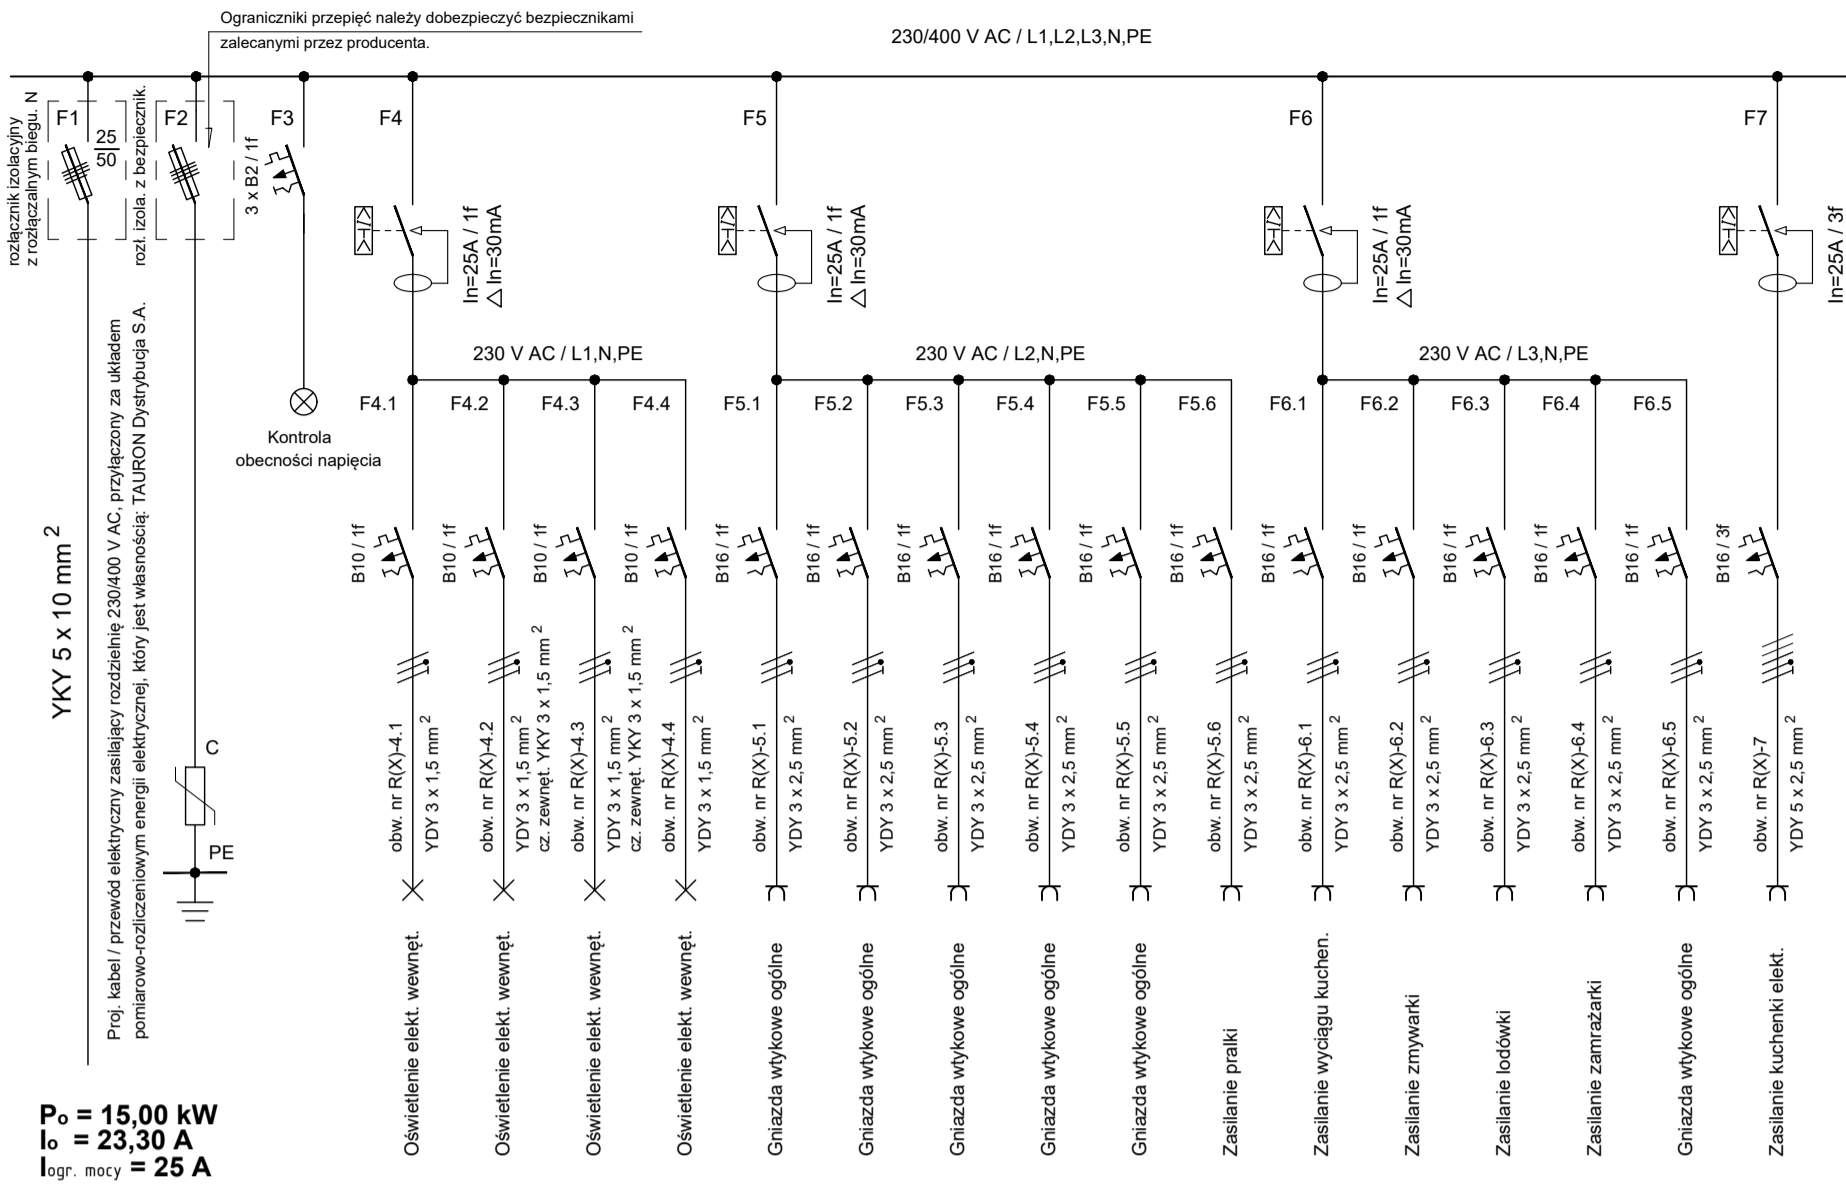 Ograniczniki przepięć należy dobezpieczyć bezpiecznikami
zalecanymi przez producenta.
230/400 V AC / L1,L2,L3,N,PE
rozłącznik izolacyjny
z rozłączalnym biegu. N
F1
25
50
rozł. izola. z bezpiecznik.
F2
3 x B2 / 1f
F3
F4
F5
F6
F7
In=25A / 1f
△ In=30mA
In=25A / 1f
△ In=30mA
In=25A / 1f
△ In=30mA
In=25A / 3f
230 V AC / L1,N,PE
230 V AC / L2,N,PE
230 V AC / L3,N,PE
F4.1
F4.2
F4.3
F4.4
F5.1
F5.2
F5.3
F5.4
F5.5
F5.6
F6.1
F6.2
F6.3
F6.4
F6.5
Kontrola
obecności napięcia
YKY 5 x 10 mm²
Proj. kabel / przewód elektryczny zasilający rozdzielnię 230/400 V AC, przyłączony za układem
pomiarowo-rozliczeniowym energii elektrycznej, który jest własnością: TAURON Dystrybucja S.A.
C
PE
B10 / 1f
B10 / 1f
B10 / 1f
B10 / 1f
B16 / 1f
B16 / 1f
B16 / 1f
B16 / 1f
B16 / 1f
B16 / 1f
B16 / 1f
B16 / 1f
B16 / 1f
B16 / 1f
B16 / 1f
B16 / 3f
obw. nr R(X)-4.1
YDY 3 x 1,5 mm²
obw. nr R(X)-4.2
YDY 3 x 1,5 mm²
cz. zewnęt. YKY 3 x 1,5 mm²
obw. nr R(X)-4.3
YDY 3 x 1,5 mm²
cz. zewnęt. YKY 3 x 1,5 mm²
obw. nr R(X)-4.4
YDY 3 x 1,5 mm²
obw. nr R(X)-5.1
YDY 3 x 2,5 mm²
obw. nr R(X)-5.2
YDY 3 x 2,5 mm²
obw. nr R(X)-5.3
YDY 3 x 2,5 mm²
obw. nr R(X)-5.4
YDY 3 x 2,5 mm²
obw. nr R(X)-5.5
YDY 3 x 2,5 mm²
obw. nr R(X)-5.6
YDY 3 x 2,5 mm²
obw. nr R(X)-6.1
YDY 3 x 2,5 mm²
obw. nr R(X)-6.2
YDY 3 x 2,5 mm²
obw. nr R(X)-6.3
YDY 3 x 2,5 mm²
obw. nr R(X)-6.4
YDY 3 x 2,5 mm²
obw. nr R(X)-6.5
YDY 3 x 2,5 mm²
obw. nr R(X)-7
YDY 5 x 2,5 mm²
Oświetlenie elekt. wewnęt.
Oświetlenie elekt. wewnęt.
Oświetlenie elekt. wewnęt.
Oświetlenie elekt. wewnęt.
Gniazda wtykowe ogólne
Gniazda wtykowe ogólne
Gniazda wtykowe ogólne
Gniazda wtykowe ogólne
Gniazda wtykowe ogólne
Zasilanie pralki
Zasilanie wyciągu kuchen.
Zasilanie zmywarki
Zasilanie lodówki
Zasilanie zamrażarki
Gniazda wtykowe ogólne
Zasilanie kuchenki elekt.
Po = 15,00 kW
Io = 23,30 A
Iogr. mocy = 25 A